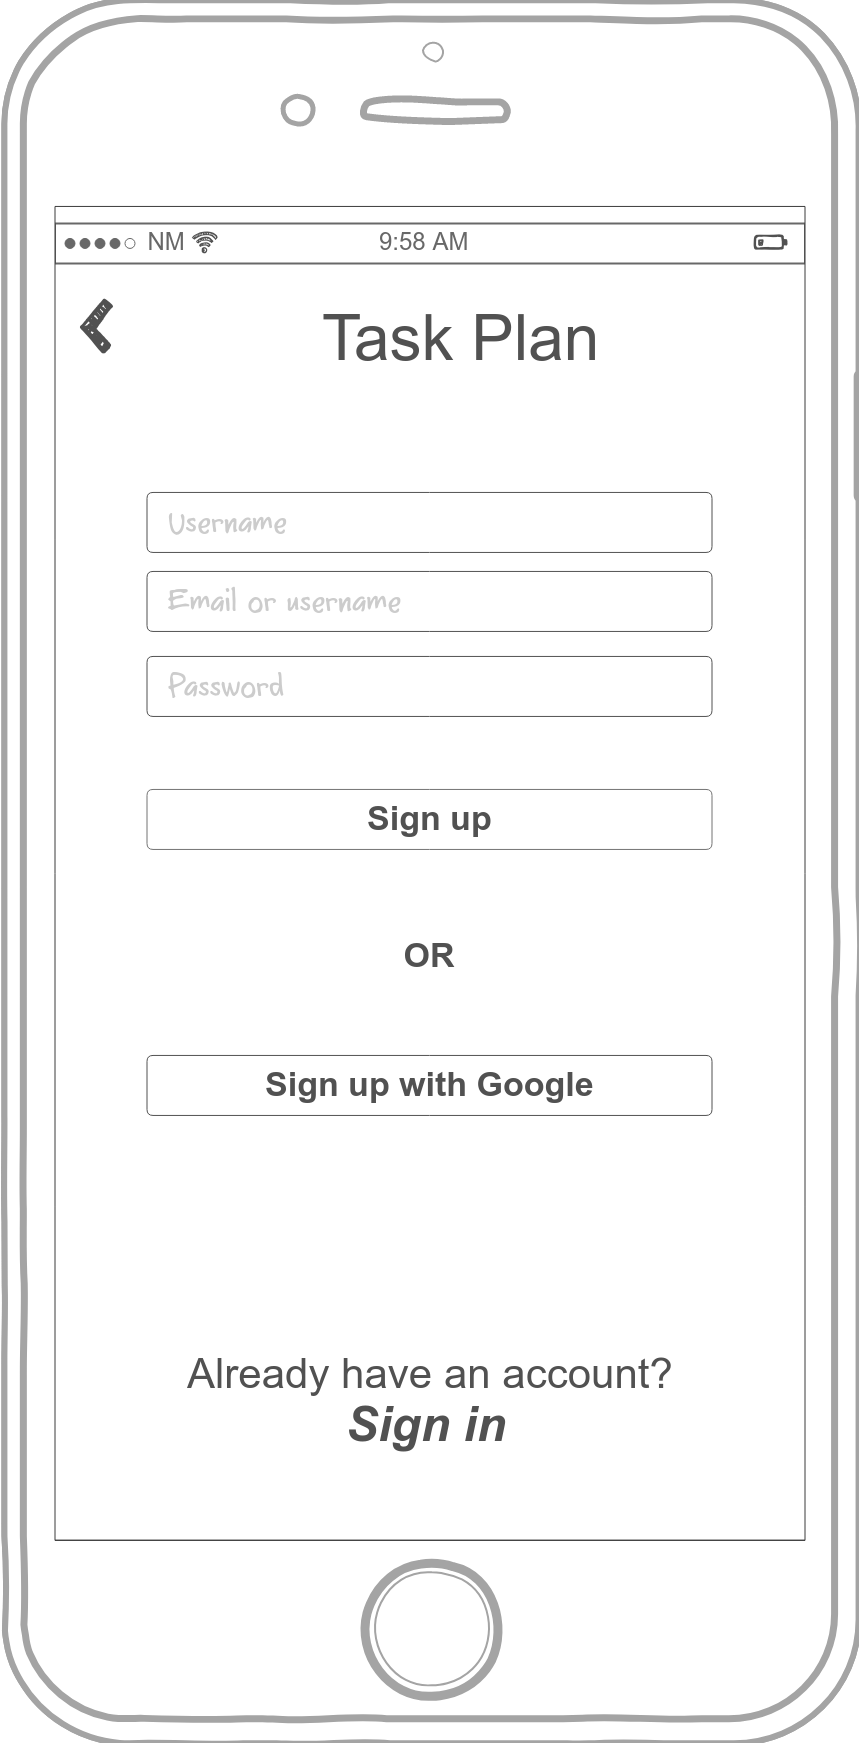 NM 9:58 AM
Task Plan
Username
Email or username
Password
Sign up
OR
Sign up with Google
Already have an account?
Sign in